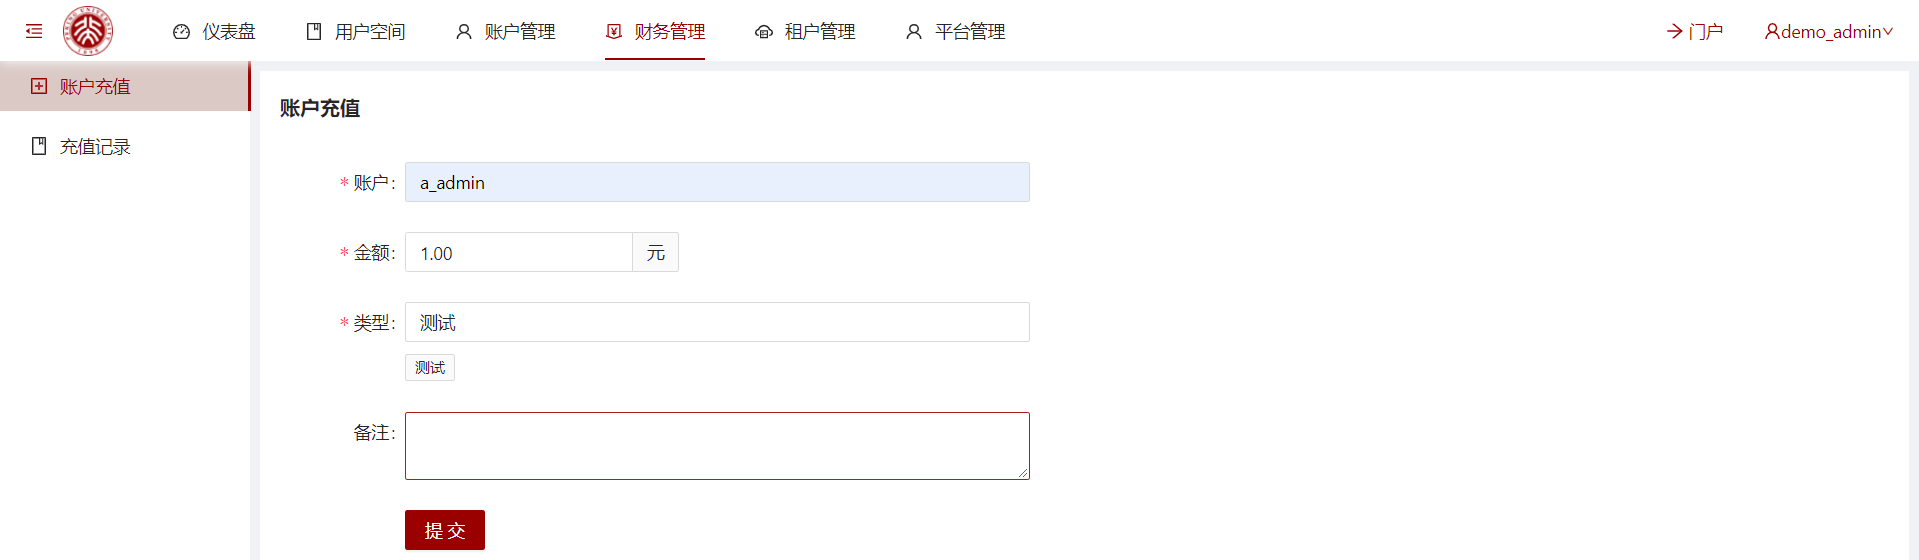 仪表盘 用户空间 账户管理 财务管理 租户管理 平台管理 门户 demo_admin
账户充值
充值记录
账户充值
* 账户: a_admin
* 金额: 1.00 元
* 类型: 测试
测试
备注:
提 交